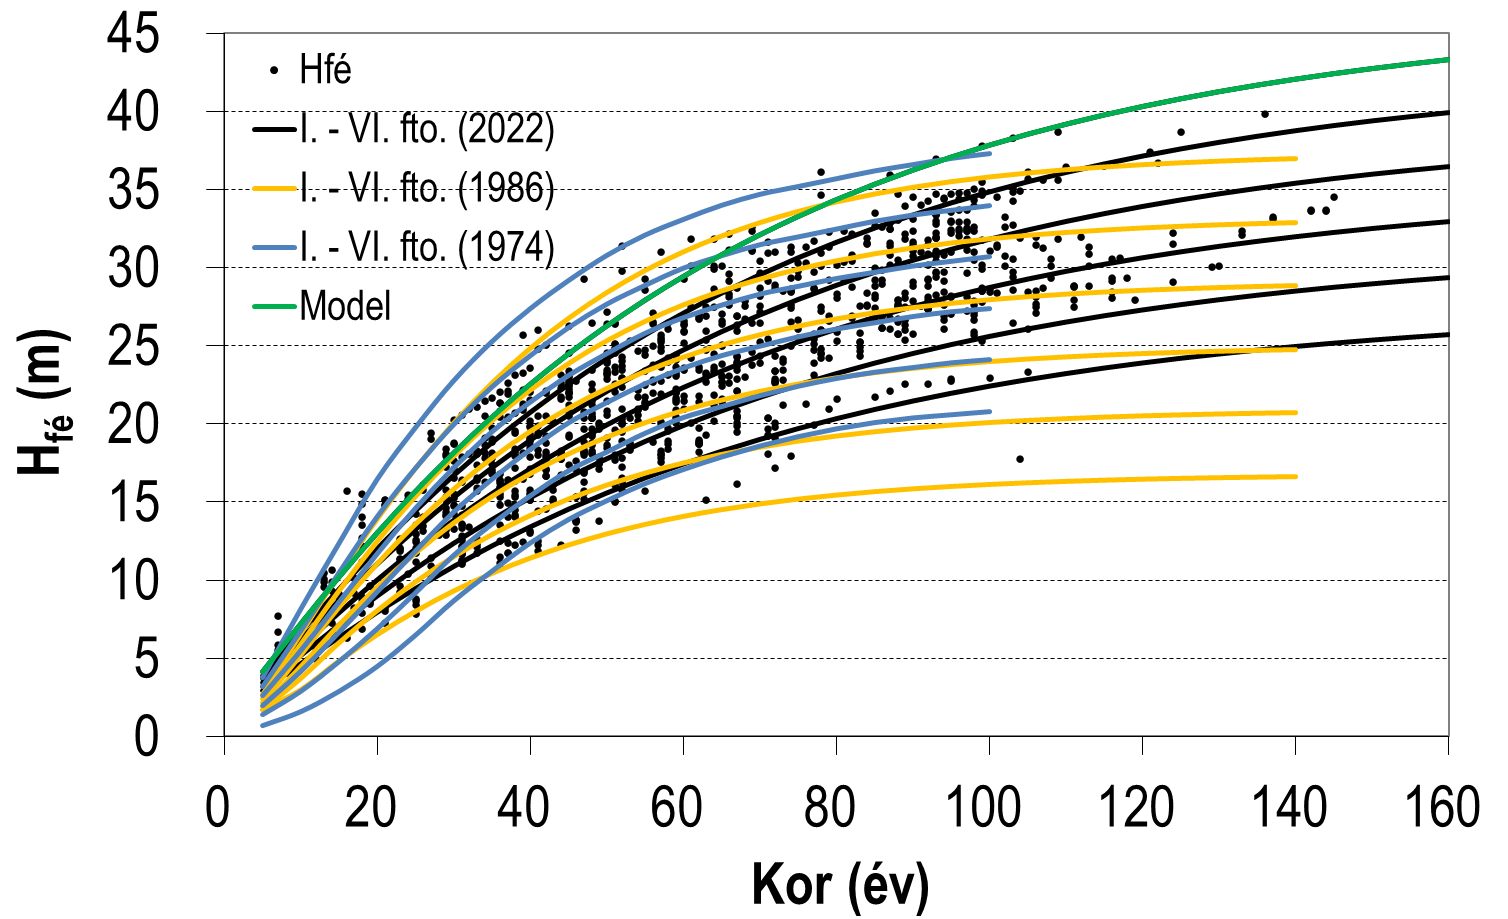 45
40
35
30
25
20
15
10
5
0
Hfé
I. - VI. fto. (2022)
I. - VI. fto. (1986)
I. - VI. fto. (1974)
Model
Hfé (m)
0 20 40 60 80 100 120 140 160
Kor (év)